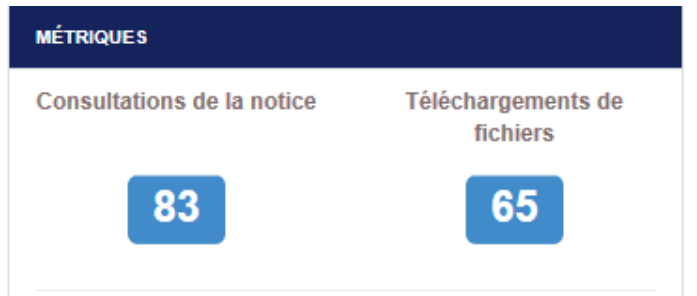 MÉTRIQUES
Consultations de la notice
Téléchargements de
fichiers
83
65